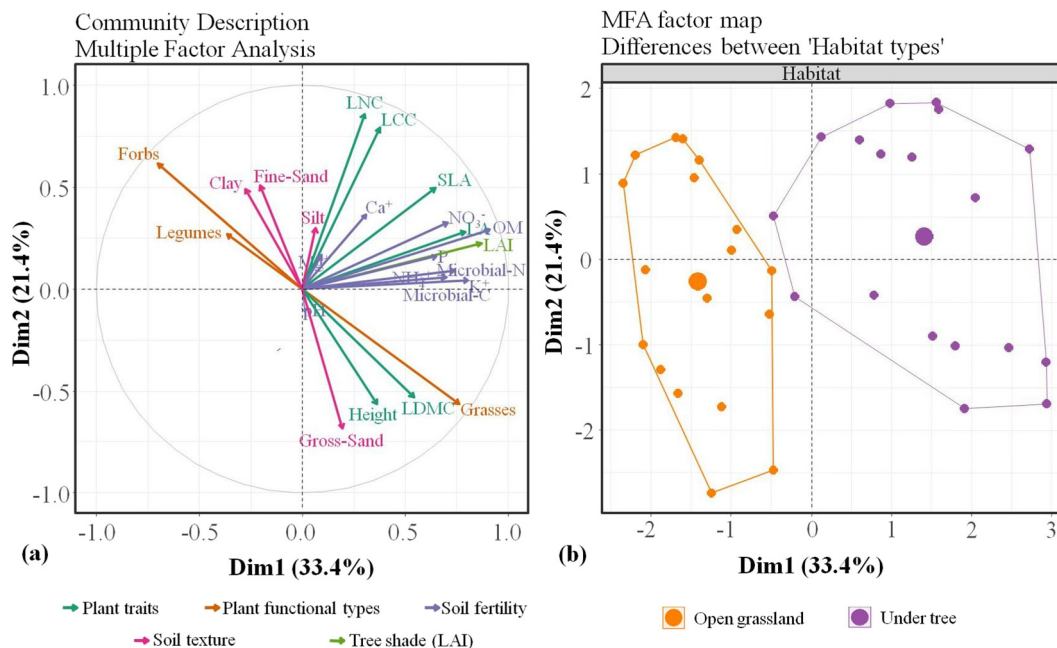 Community Description
Multiple Factor Analysis
1.0
0.5
0.0
-0.5
-1.0
Dim2 (21.4%)
LNC
LCC
Forbs
Clay
Fine-Sand
SLA
Ca+
Silt
NO3-
OM
Legumes
LAI
P
Microbial-N
NH4
K+
Microbial-C
pH
Height
LDMC
Grasses
Gross-Sand
-1.0 -0.5 0.0 0.5 1.0
(a)
Dim1 (33.4%)
Plant traits Plant functional types Soil fertility
Soil texture Tree shade (LAI)
MFA factor map
Differences between 'Habitat types'
Habitat
2
1
0
-1
-2
Dim2 (21.4%)
-2 -1 0 1 2 3
(b)
Dim1 (33.4%)
Open grassland Under tree